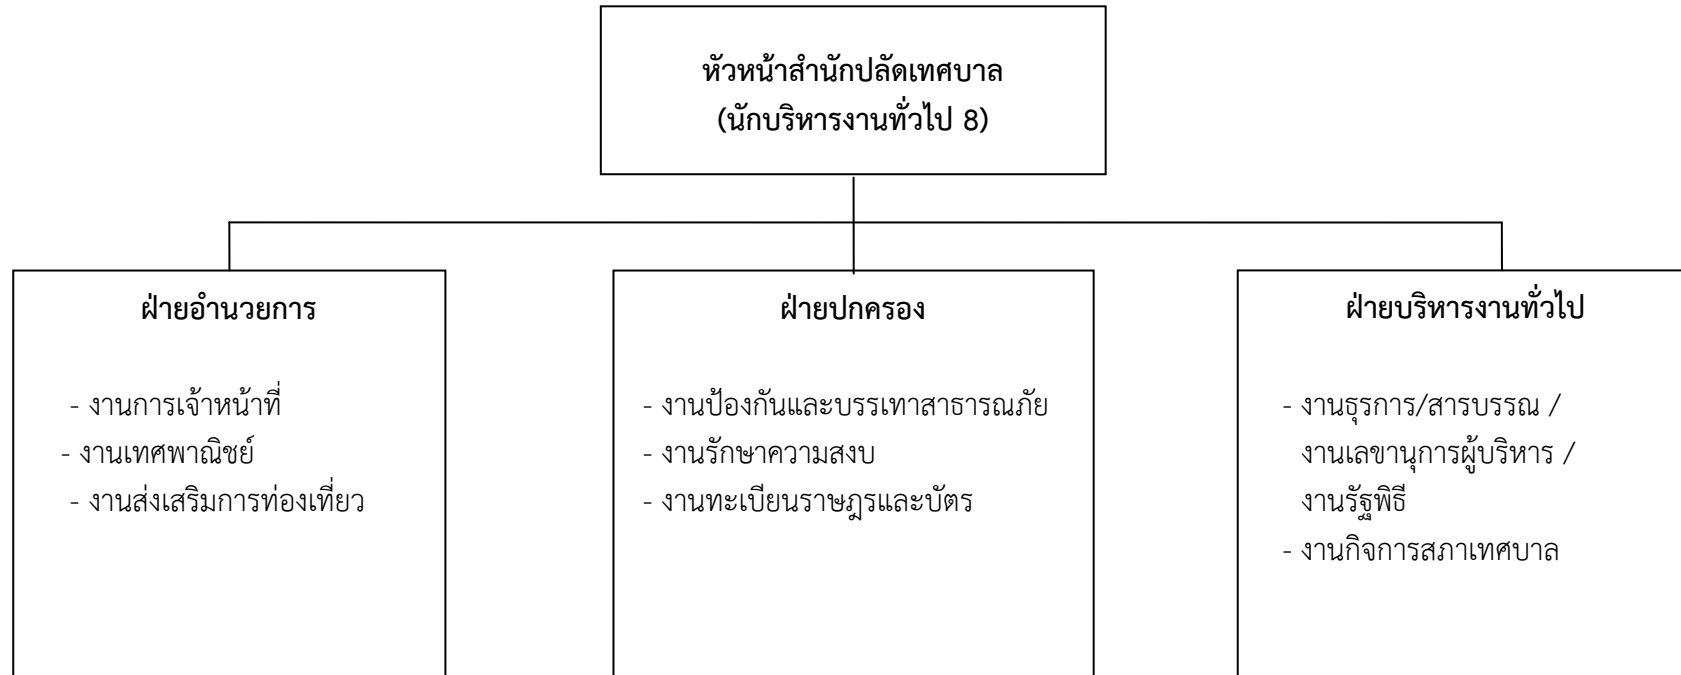 หัวหน้าสำนักปลัดเทศบาล
(นักบริหารงานทั่วไป 8)
ฝ่ายอำนวยการ
- งานการเจ้าหน้าที่
- งานเทศพาณิชย์
- งานส่งเสริมการท่องเที่ยว
ฝ่ายปกครอง
- งานป้องกันและบรรเทาสาธารณภัย
- งานรักษาความสงบ
- งานทะเบียนราษฎรและบัตร
ฝ่ายบริหารงานทั่วไป
- งานธุรการ/สารบรรณ /
งานเลขานุการผู้บริหาร /
งานรัฐพิธี
- งานกิจการสภาเทศบาล